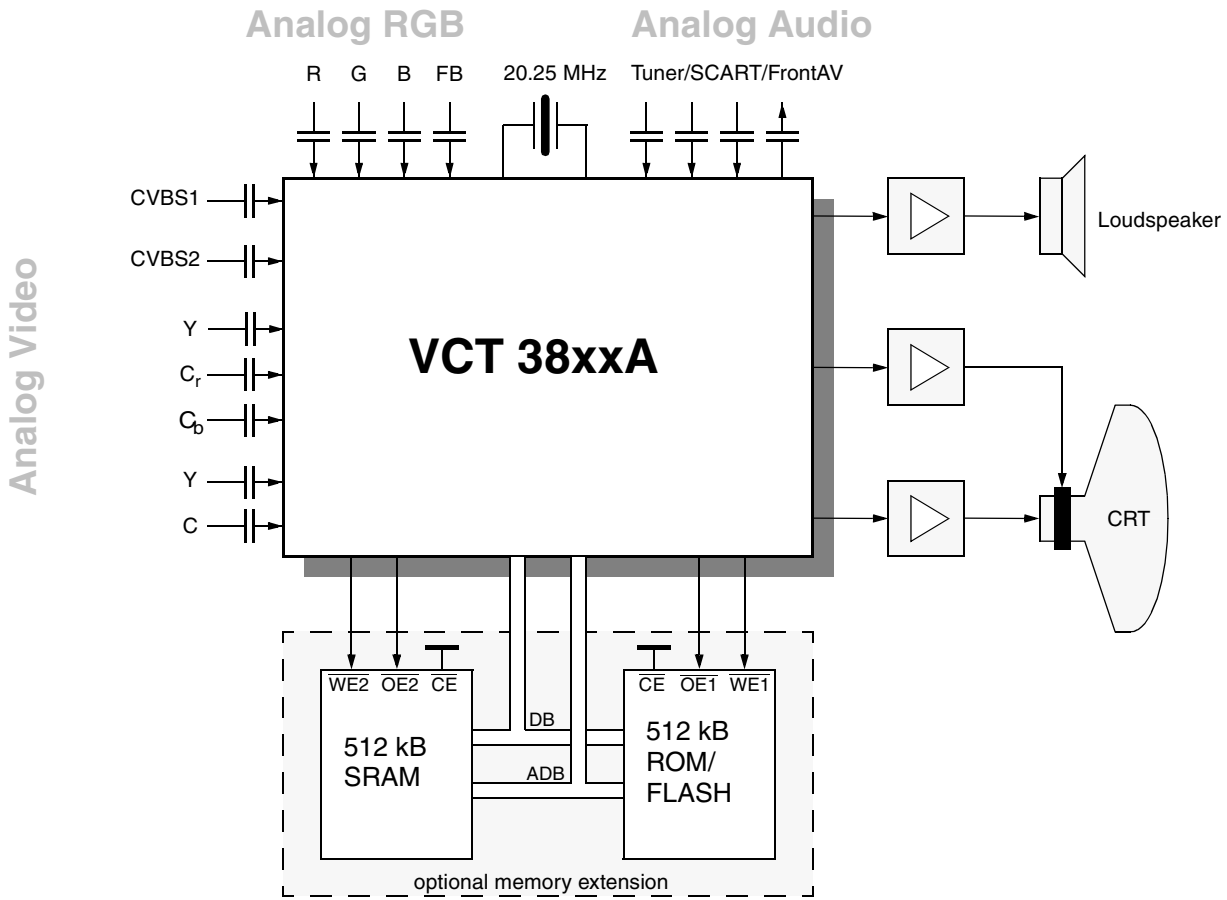 Analog RGB
Analog Audio
R G B FB
20.25 MHz
Tuner/SCART/FrontAV
Analog Video
CVBS1
CVBS2
Y
Cr
Cb
Y
C
VCT 38xxA
Loudspeaker
CRT
WE2 OE2 CE
CE OE1 WE1
512 kB
SRAM
DB
ADB
512 kB
ROM/
FLASH
optional memory extension